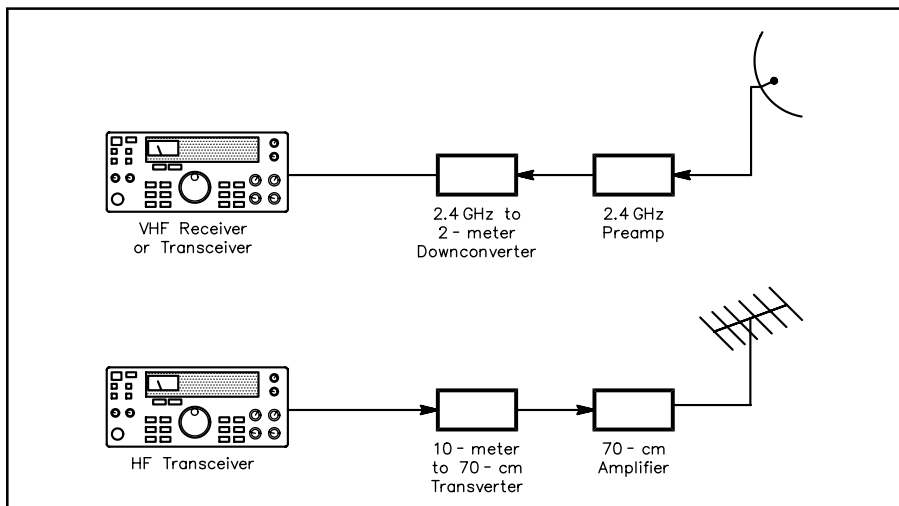 VHF Receiver
or Transceiver
2.4 GHz to
2 - meter
Downconverter
2.4 GHz
Preamp
HF Transceiver
10 - meter
to 70 - cm
Transverter
70 - cm
Amplifier